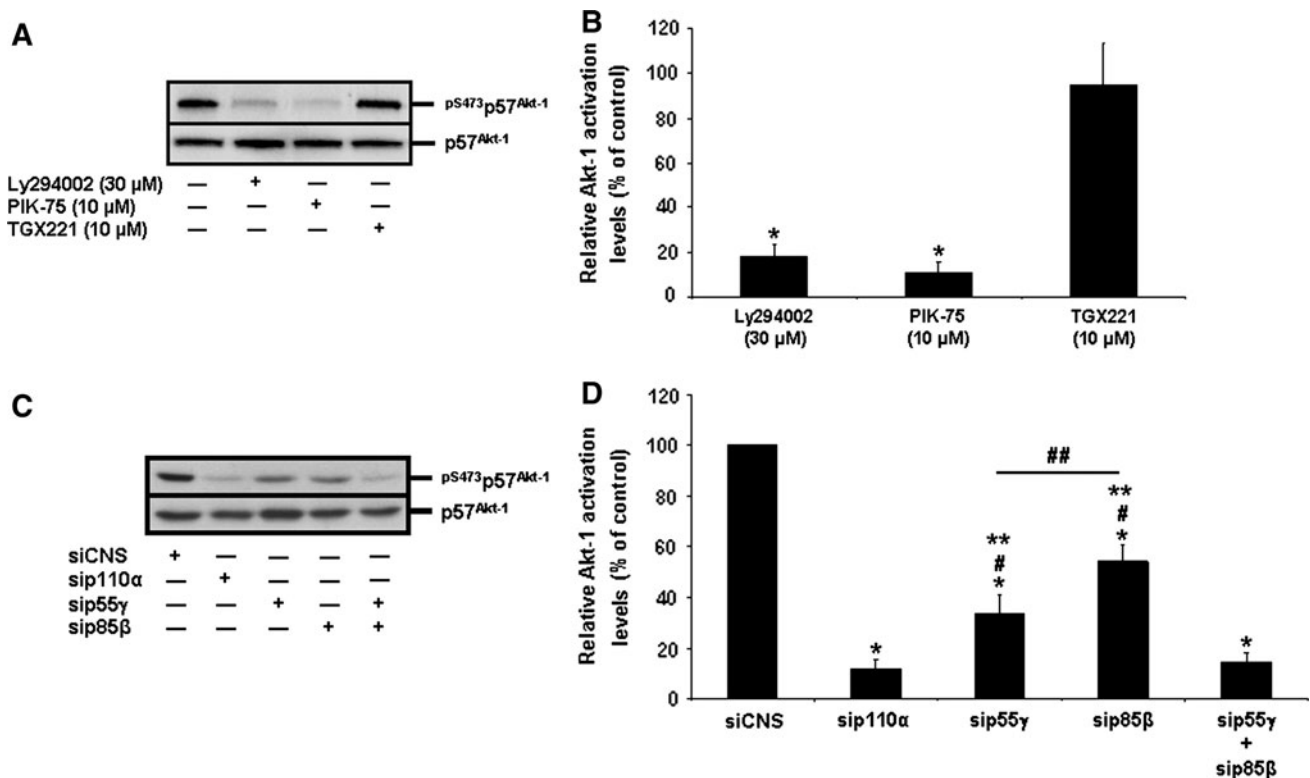 A
pS473p57Akt-1
p57Akt-1
Ly294002 (30 µM) — + — —
PIK-75 (10 µM) — — + —
TGX221 (10 µM) — — — +
B
Relative Akt-1 activation
levels (% of control)
120
100
80
60
40
20
0
* *
Ly294002 PIK-75 TGX221
(30 µM) (10 µM) (10 µM)
C
pS473p57Akt-1
p57Akt-1
siCNS + — — — —
sip110α — + — — —
sip55γ — — + — +
sip85β — — — + +
D
Relative Akt-1 activation
levels (% of control)
120
100
80
60
40
20
0
##
** **
# #
* * * *
siCNS sip110α sip55γ sip85β sip55γ
+
sip85β